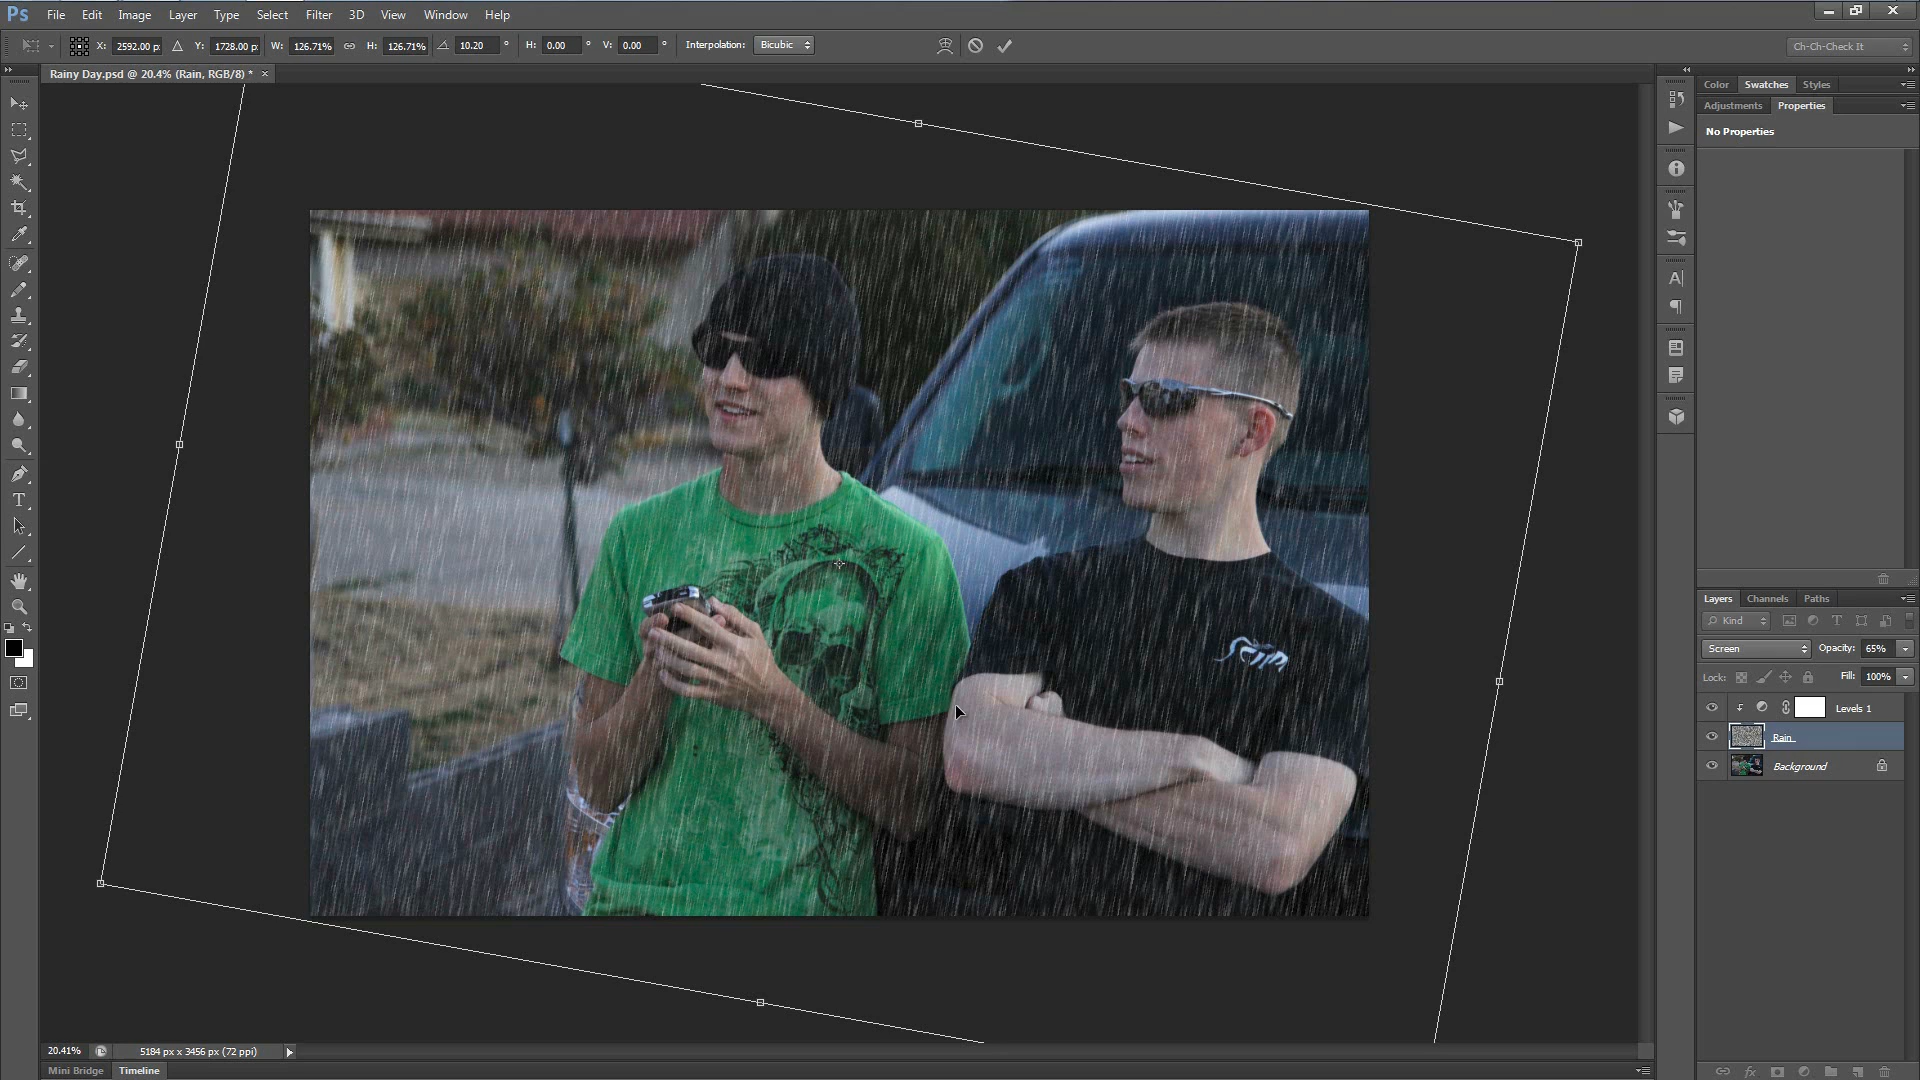 Ps File Edit Image Layer Type Select Filter 3D View Window Help
X: 2592.00 p: Y: 1728.00 p: W: 126.71% H: 126.71% 10.20 ° H: 0.00 ° V: 0.00 ° Interpolation: Bicubic Ch-Ch-Check It
Rainy Day.psd @ 20.4% (Rain, RGB/8) * ×
Color Swatches Styles
Adjustments Properties
No Properties
Layers Channels Paths
Kind
Screen Opacity: 65%
Lock: Fill: 100%
Levels 1
Rain
Background
20.41% 5184 px x 3456 px (72 ppi)
Mini Bridge Timeline